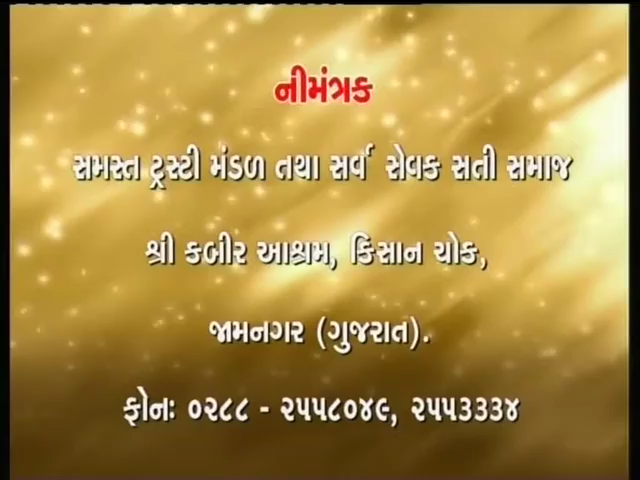 નીમંત્રક
સમસ્ત ટ્રસ્ટી મંડળ તથા સર્વ સેવક સતી સમાજ
શ્રી કબીર આશ્રમ, કિસાન ચોક,
જામનગર (ગુજરાત).
ફોનઃ ૦૨૮૮ - ૨૫૫૮૦૪૯, ૨૫૫૩૩૩૪